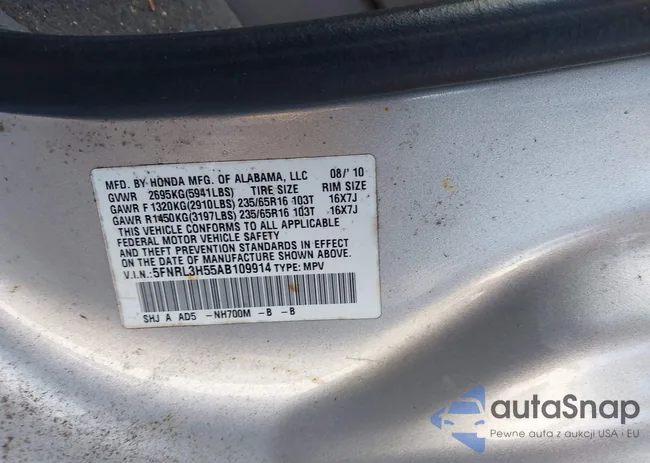 MFD. BY HONDA MFG. OF ALABAMA, LLC 08/' 10
GVWR 2695KG(5941LBS) TIRE SIZE RIM SIZE
GAWR F 1320KG(2910LBS) 235/65R16 103T 16X7J
GAWR R1450KG(3197LBS) 235/65R16 103T 16X7J
THIS VEHICLE CONFORMS TO ALL APPLICABLE
FEDERAL MOTOR VEHICLE SAFETY
AND THEFT PREVENTION STANDARDS IN EFFECT
ON THE DATE OF MANUFACTURE SHOWN ABOVE.
V.I.N.:5FNRL3H55AB109914 TYPE: MPV
SHJ A AD5 -NH700M -B -B
autaSnap
Pewne auta z aukcji USA i EU